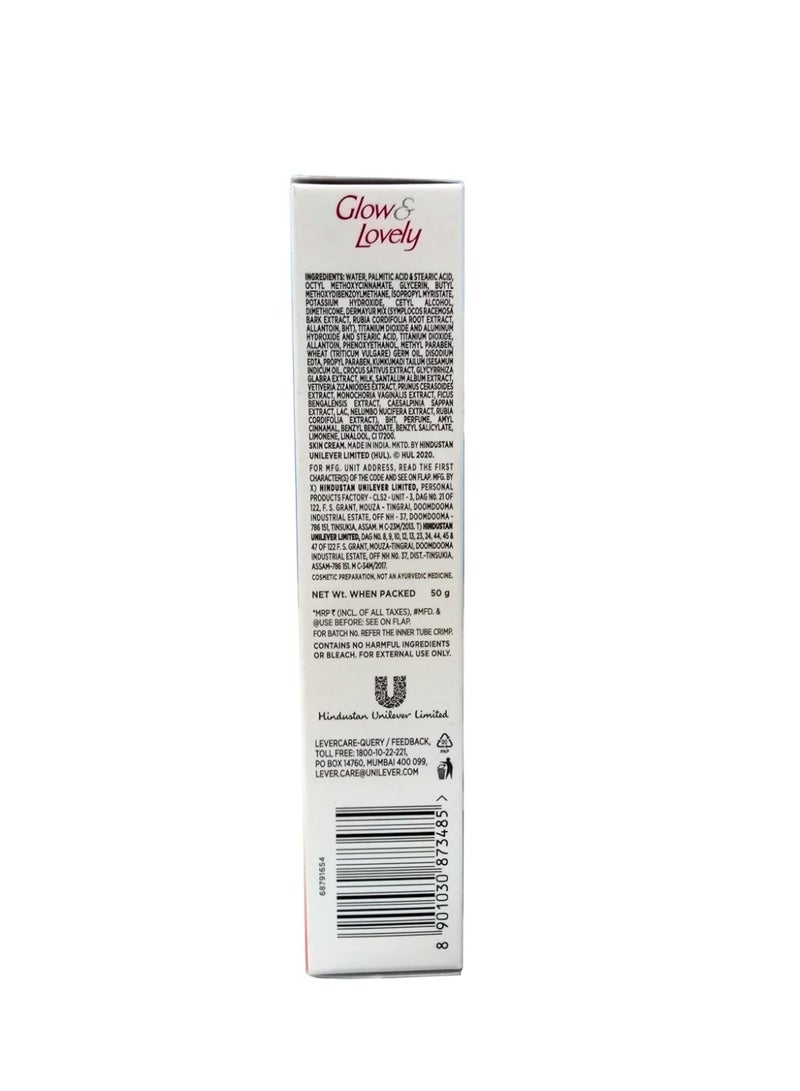 Glow &
Lovely
INGREDIENTS: WATER, PALMITIC ACID & STEARIC ACID,
OCTYL METHOXYCINNAMATE, GLYCERIN, BUTYL
METHOXYDIBENZOYLMETHANE, ISOPROPYL MYRISTATE,
POTASSIUM HYDROXIDE, CETYL ALCOHOL,
DIMETHICONE, DERMAYUR MIX (SYMPLOCOS RACEMOSA
BARK EXTRACT, RUBIA CORDIFOLIA ROOT EXTRACT,
ALLANTOIN, BHT), TITANIUM DIOXIDE AND ALUMINUM
HYDROXIDE AND STEARIC ACID, TITANIUM DIOXIDE,
ALLANTOIN, PHENOXYETHANOL, METHYL PARABEN,
WHEAT (TRITICUM VULGARE) GERM OIL, DISODIUM
EDTA, PROPYL PARABEN, KUMKUMADI TAILUM (SESAMUM
INDICUM OIL, CROCUS SATIVUS EXTRACT, GLYCYRRHIZA
GLABRA EXTRACT, MILK, SANTALUM ALBUM EXTRACT,
VETIVERIA ZIZANIOIDES EXTRACT, PRUNUS CERASOIDES
EXTRACT, MONOCHORIA VAGINALIS EXTRACT, FICUS
BENGALENSIS EXTRACT, CAESALPINIA SAPPAN
EXTRACT, LAC, NELUMBO NUCIFERA EXTRACT, RUBIA
CORDIFOLIA EXTRACT), BHT, PERFUME, AMYL
CINNAMAL, BENZYL BENZOATE, BENZYL SALICYLATE,
LIMONENE, LINALOOL, CI 17200.
SKIN CREAM. MADE IN INDIA. MKTD. BY HINDUSTAN
UNILEVER LIMITED (HUL). © HUL 2020.
FOR MFG. UNIT ADDRESS, READ THE FIRST
CHARACTER(S) OF THE CODE AND SEE ON FLAP. MFG. BY
X) HINDUSTAN UNILEVER LIMITED, PERSONAL
PRODUCTS FACTORY - CLS2 - UNIT - 3, DAG NO. 21 OF
122, F. S. GRANT, MOUZA - TINGRAI, DOOMDOOMA
INDUSTRIAL ESTATE, OFF NH - 37, DOOMDOOMA -
786 151, TINSUKIA, ASSAM. M C-23M/2013. T) HINDUSTAN
UNILEVER LIMITED, DAG NO. 8, 9, 10, 12, 13, 23, 24, 44, 45 &
47 OF 122 F. S. GRANT, MOUZA-TINGRAI, DOOMDOOMA
INDUSTRIAL ESTATE, OFF NH NO. 37, DIST.-TINSUKIA,
ASSAM-786 151. M C-34M/2017.
COSMETIC PREPARATION, NOT AN AYURVEDIC MEDICINE.
NET Wt. WHEN PACKED 50 g
*MRP ₹ (INCL. OF ALL TAXES), #MFD. &
@USE BEFORE: SEE ON FLAP.
FOR BATCH No. REFER THE INNER TUBE CRIMP.
CONTAINS NO HARMFUL INGREDIENTS
OR BLEACH. FOR EXTERNAL USE ONLY.
Hindustan Unilever Limited
LEVERCARE-QUERY / FEEDBACK,
TOLL FREE: 1800-10-22-221,
PO BOX 14760, MUMBAI 400 099,
LEVER.CARE@UNILEVER.COM
20
PAP
68791654
8 901030 873485 >